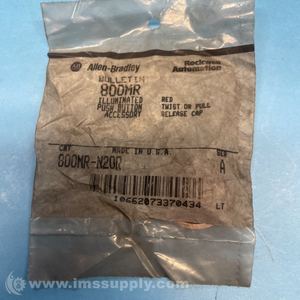 AB Allen-Bradley
Rockwell Automation
BULLETIN
800MR
ILLUMINATED
PUSH BUTTON
ACCESSORY
RED
TWIST OR PULL
RELEASE CAP
CAT
MADE IN U.S.A.
SER
800MR-N20R
A
10662073370434
LT
© www.imssupply.com